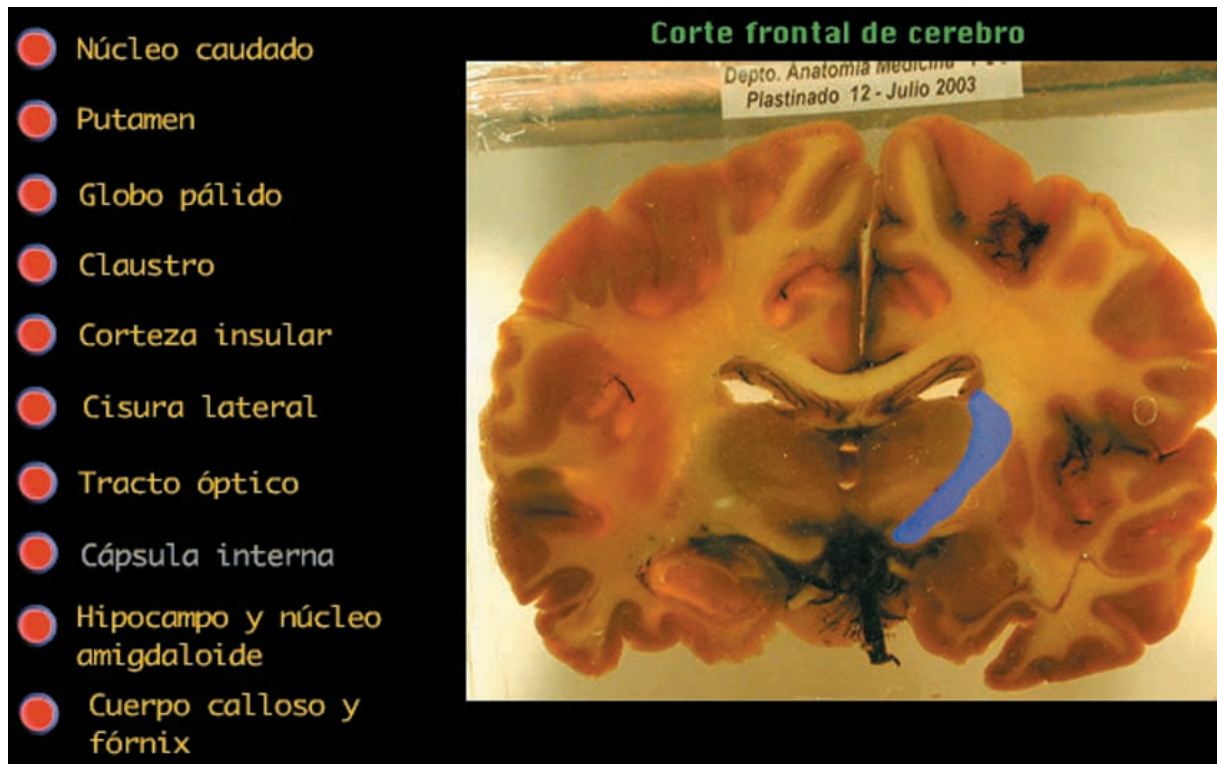 Corte frontal de cerebro
Núcleo caudado
Putamen
Globo pálido
Claustro
Corteza insular
Cisura lateral
Tracto óptico
Cápsula interna
Hipocampo y núcleo
amigdaloide
Cuerpo calloso y
fórnix
Depto. Anatomia Medicina
Plastinado 12 - Julio 2003